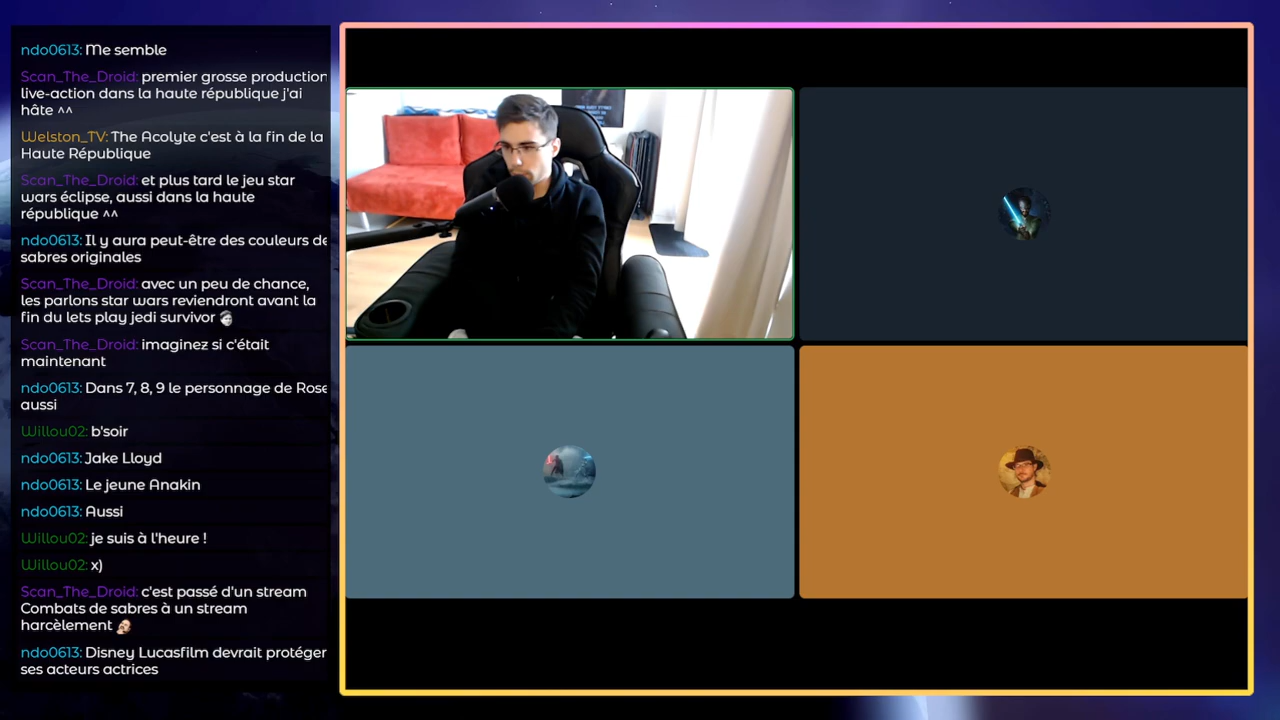 ndo0613: Me semble
Scan_The_Droid: premier grosse production
live-action dans la haute république j'ai
hâte ^^
Welston_TV: The Acolyte c'est à la fin de la
Haute République
Scan_The_Droid: et plus tard le jeu star
wars éclipse, aussi dans la haute
république ^^
ndo0613: Il y aura peut-être des couleurs de
sabres originales
Scan_The_Droid: avec un peu de chance,
les parlons star wars reviendront avant la
fin du lets play jedi survivor
Scan_The_Droid: imaginez si c'était
maintenant
ndo0613: Dans 7, 8, 9 le personnage de Rose
aussi
Willou02: b'soir
ndo0613: Jake Lloyd
ndo0613: Le jeune Anakin
ndo0613: Aussi
Willou02: je suis à l'heure !
Willou02: x)
Scan_The_Droid: c'est passé d'un stream
Combats de sabres à un stream
harcèlement
ndo0613: Disney Lucasfilm devrait protéger
ses acteurs actrices